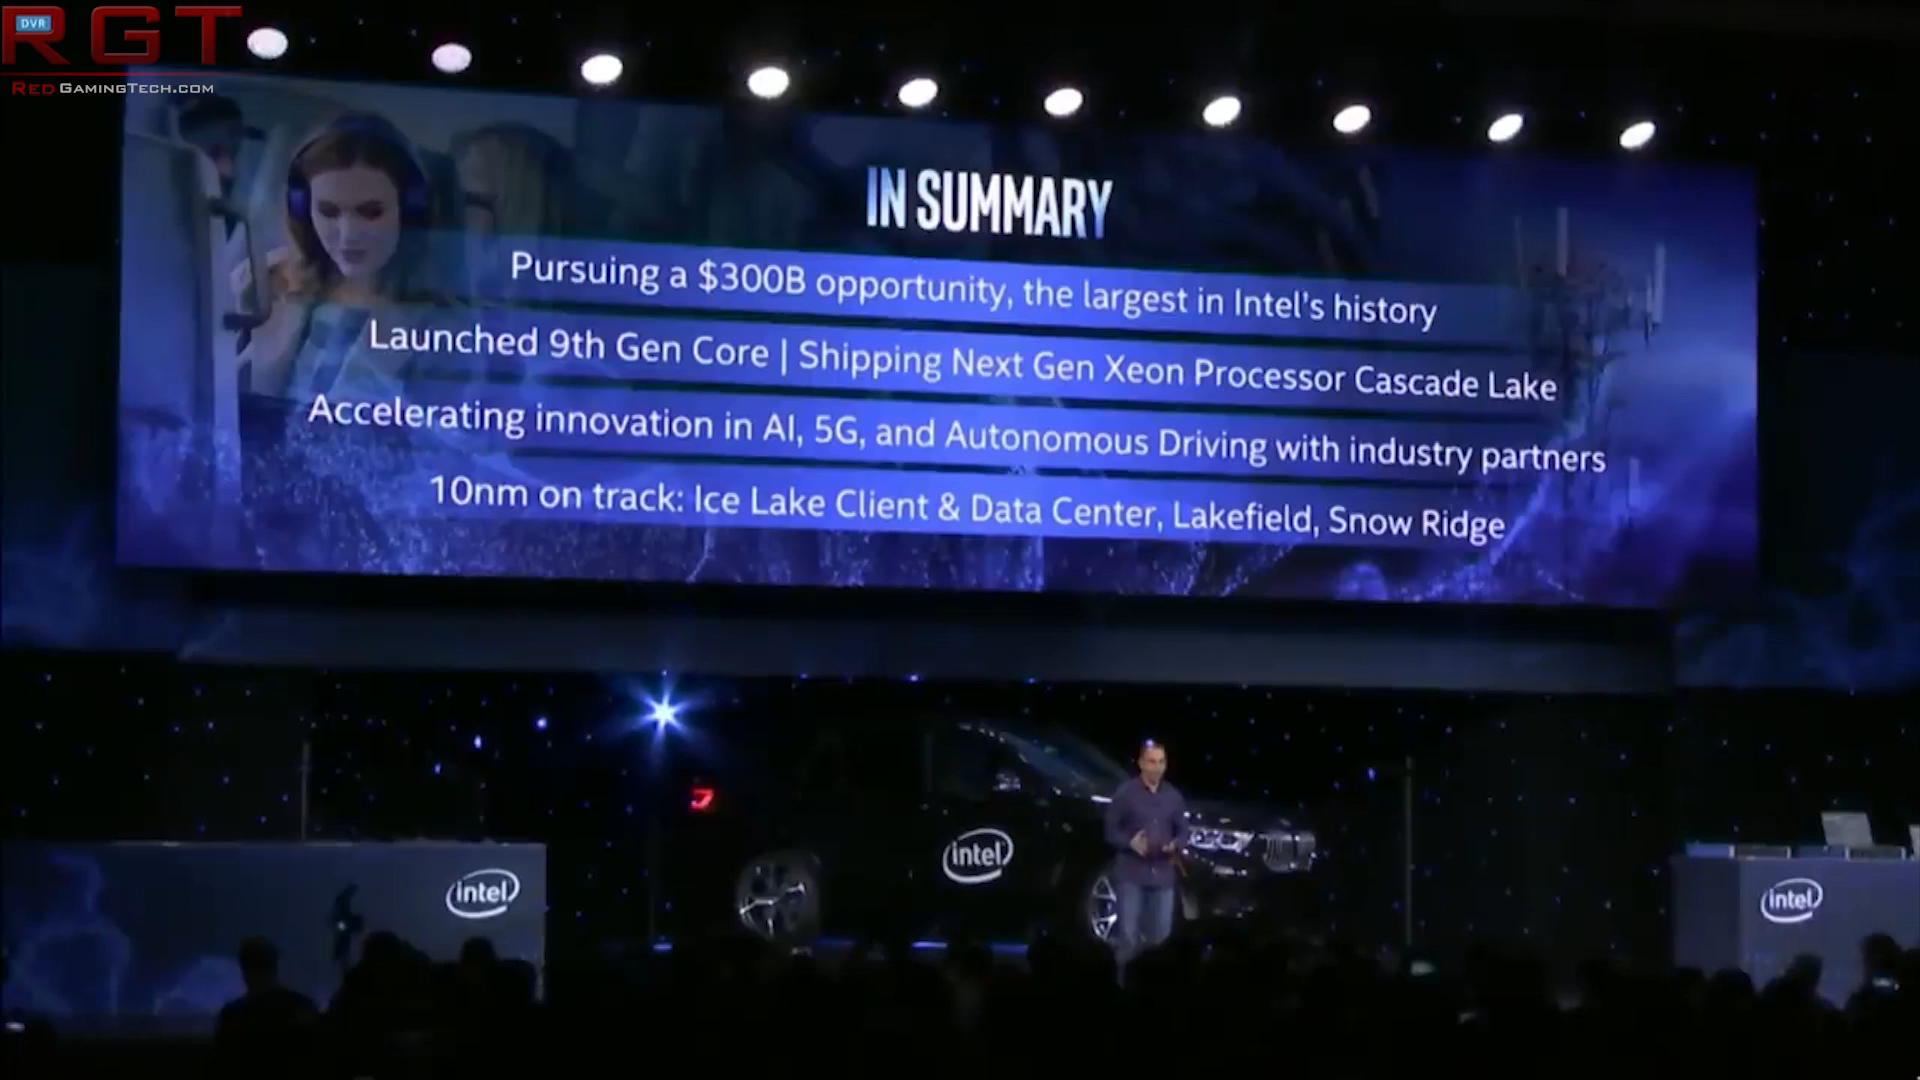 DVR
RGT
RedGamingTech.com
IN SUMMARY
Pursuing a $300B opportunity, the largest in Intel's history
Launched 9th Gen Core | Shipping Next Gen Xeon Processor Cascade Lake
Accelerating innovation in AI, 5G, and Autonomous Driving with industry partners
10nm on track: Ice Lake Client & Data Center, Lakefield, Snow Ridge
intel
intel
intel